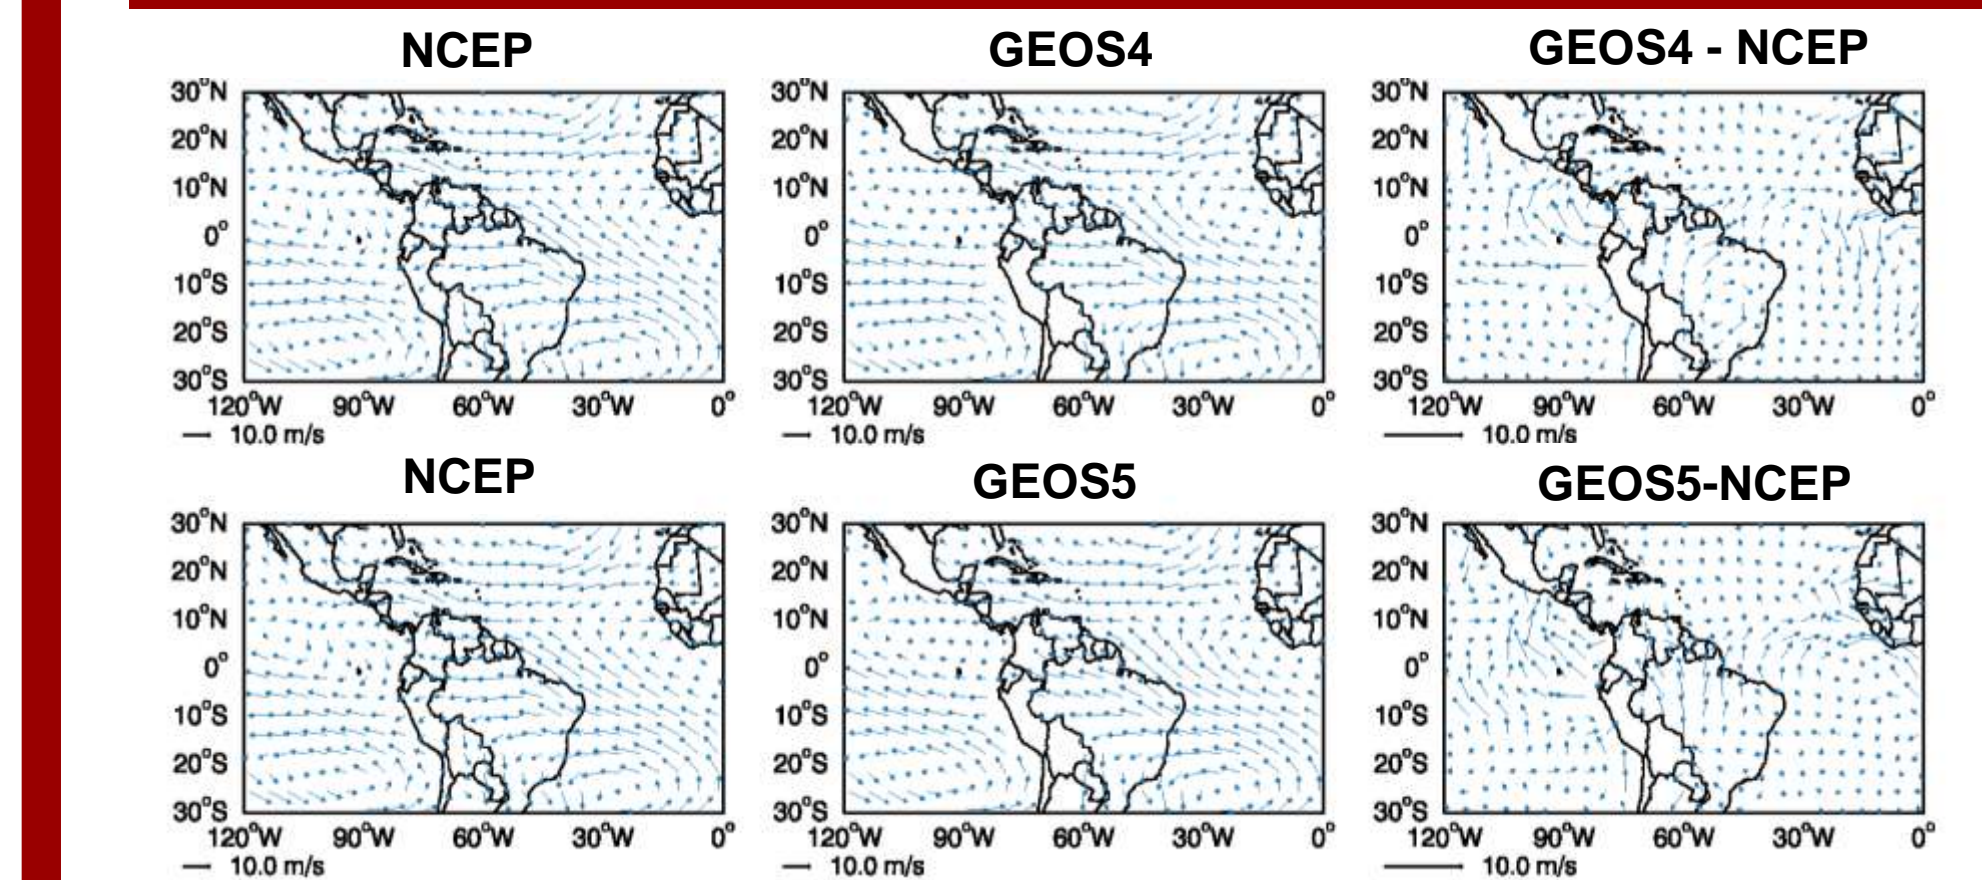 NCEP GEOS4 GEOS4 - NCEP
30°N 30°N 30°N
20°N 20°N 20°N
10°N 10°N 10°N
0° 0° 0°
10°S 10°S 10°S
20°S 20°S 20°S
30°S 30°S 30°S
120°W 90°W 60°W 30°W 0° 120°W 90°W 60°W 30°W 0° 120°W 90°W 60°W 30°W 0°
10.0 m/s 10.0 m/s 10.0 m/s
NCEP GEOS5 GEOS5-NCEP
30°N 30°N 30°N
20°N 20°N 20°N
10°N 10°N 10°N
0° 0° 0°
10°S 10°S 10°S
20°S 20°S 20°S
30°S 30°S 30°S
120°W 90°W 60°W 30°W 0° 120°W 90°W 60°W 30°W 0° 120°W 90°W 60°W 30°W 0°
10.0 m/s 10.0 m/s 10.0 m/s